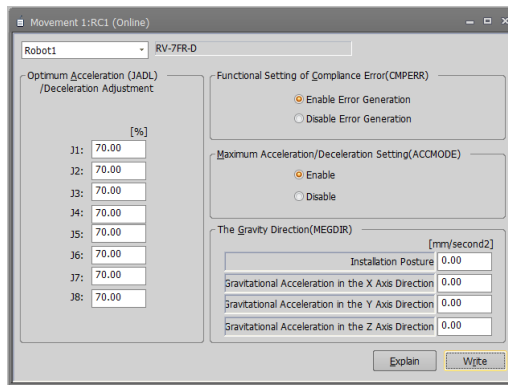 Movement 1:RC1 (Online)
Robot1
RV-7FR-D
Optimum Acceleration (JADL)
/Deceleration Adjustment
[%]
J1: 70.00
J2: 70.00
J3: 70.00
J4: 70.00
J5: 70.00
J6: 70.00
J7: 70.00
J8: 70.00
Functional Setting of Compliance Error(CMPERR)
Enable Error Generation
Disable Error Generation
Maximum Acceleration/Deceleration Setting(ACCMODE)
Enable
Disable
The Gravity Direction(MEGDIR)
[mm/second2]
Installation Posture 0.00
Gravitational Acceleration in the X Axis Direction 0.00
Gravitational Acceleration in the Y Axis Direction 0.00
Gravitational Acceleration in the Z Axis Direction 0.00
Explain
Write